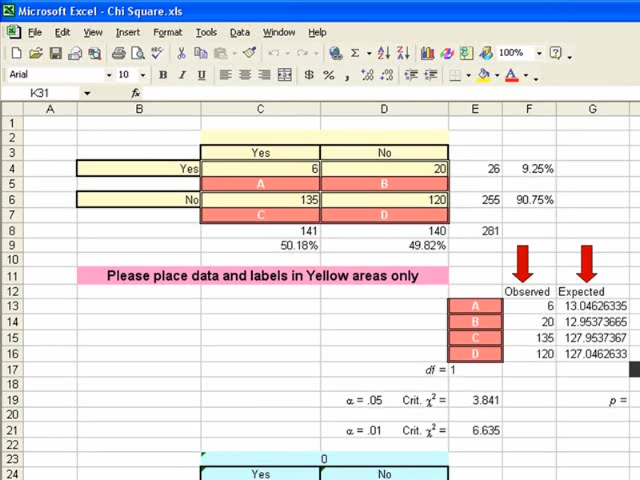 Microsoft Excel - Chi Square.xls
File Edit View Insert Format Tools Data Window Help
100%
Arial 10 B I U $ % ,
K31 fx
A B C D E F G
1
2
3 Yes No
4 Yes 6 20 26 9.25%
5 A B
6 No 135 120 255 90.75%
7 C D
8 141 140 281
9 50.18% 49.82%
10
11 Please place data and labels in Yellow areas only
12 Observed Expected
13 A 6 13.04626335
14 B 20 12.95373665
15 C 135 127.9537367
16 D 120 127.0462633
17 df = 1
18
19 α = .05 Crit. χ² = 3.841 p =
20
21 α = .01 Crit. χ² = 6.635
22
23 0
24 Yes No